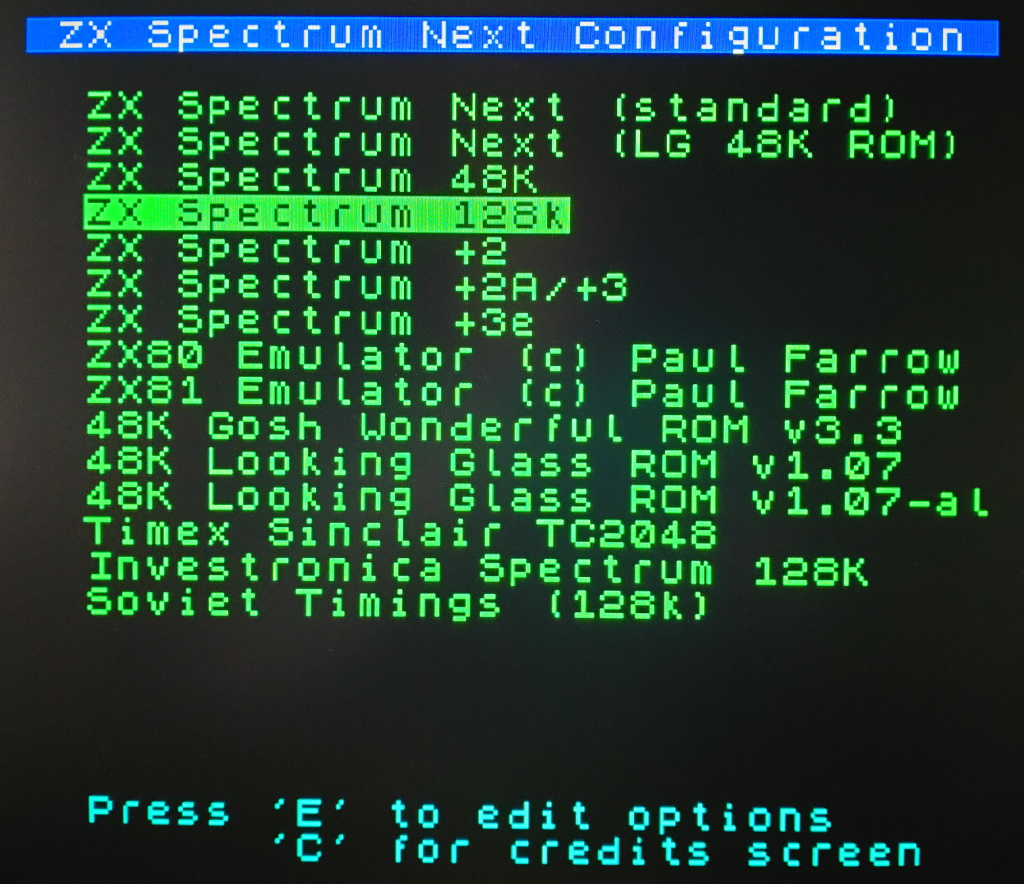 ZX Spectrum Next Configuration
ZX Spectrum Next (standard)
ZX Spectrum Next (LG 48K ROM)
ZX Spectrum 48K
ZX Spectrum 128k
ZX Spectrum +2
ZX Spectrum +2A/+3
ZX Spectrum +3e
ZX80 Emulator (c) Paul Farrow
ZX81 Emulator (c) Paul Farrow
48K Gosh Wonderful ROM v3.3
48K Looking Glass ROM v1.07
48K Looking Glass ROM v1.07-al
Timex Sinclair TC2048
Investronica Spectrum 128K
Soviet Timings (128k)
Press 'E' to edit options
'C' for credits screen